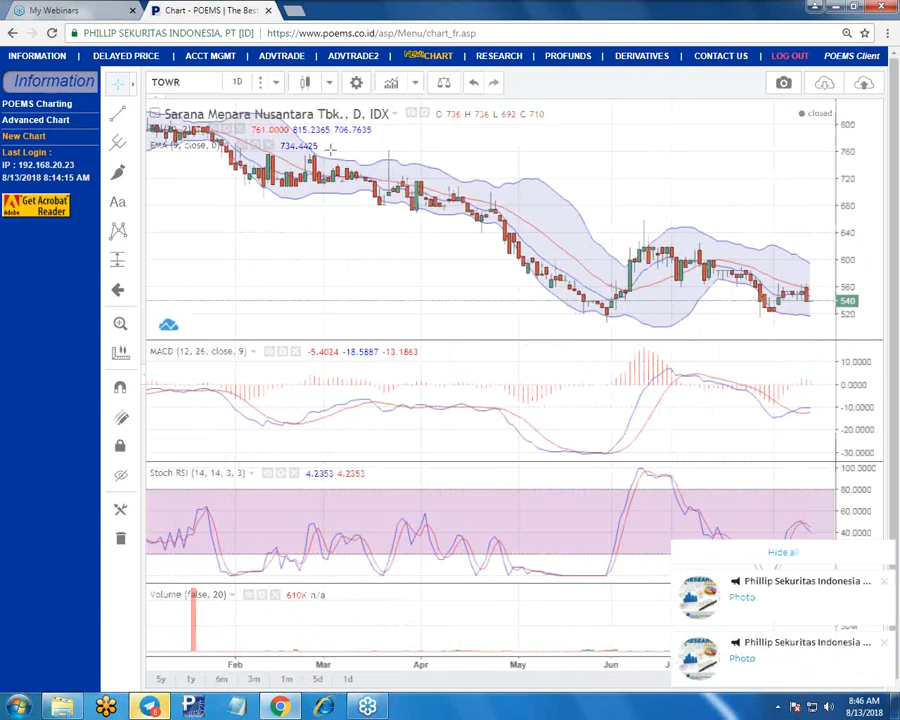 My Webinars
Chart - POEMS | The Bes
PHILLIP SEKURITAS INDONESIA, PT [ID]
https://www.poems.co.id/asp/Menu/chart_fr.asp
INFORMATION DELAYED PRICE ACCT MGMT ADVTRADE ADVTRADE2 CHART RESEARCH PROFUNDS DERIVATIVES CONTACT US LOG OUT POEMS Client
Information
POEMS Charting
Advanced Chart
New Chart
Last Login :
IP : 192.168.20.23
8/13/2018 8:14:15 AM
Get Acrobat
Reader
Adobe
Aa
TOWR 1D
Sarana Menara Nusantara Tbk., D, IDX O 736 H 736 L 692 C 710
closed
761.0000 815.2365 706.7635
EMA (9, close, 0) 734.4425
800
760
720
680
640
600
560
540
520
MACD (12, 26, close, 9) -5.4024 -18.5887 -13.1863
10.0000
0.0000
-10.0000
-20.0000
-30.0000
Stoch RSI (14, 14, 3, 3) 4.2353 4.2353
100.0000
80.0000
60.0000
40.0000
Hide all
Phillip Sekuritas Indonesia ...
Photo
Phillip Sekuritas Indonesia ...
Photo
Volume (false, 20) 610K n/a
Feb Mar Apr May Jun
5y 1y 6m 3m 1m 5d 1d
8:46 AM
8/13/2018